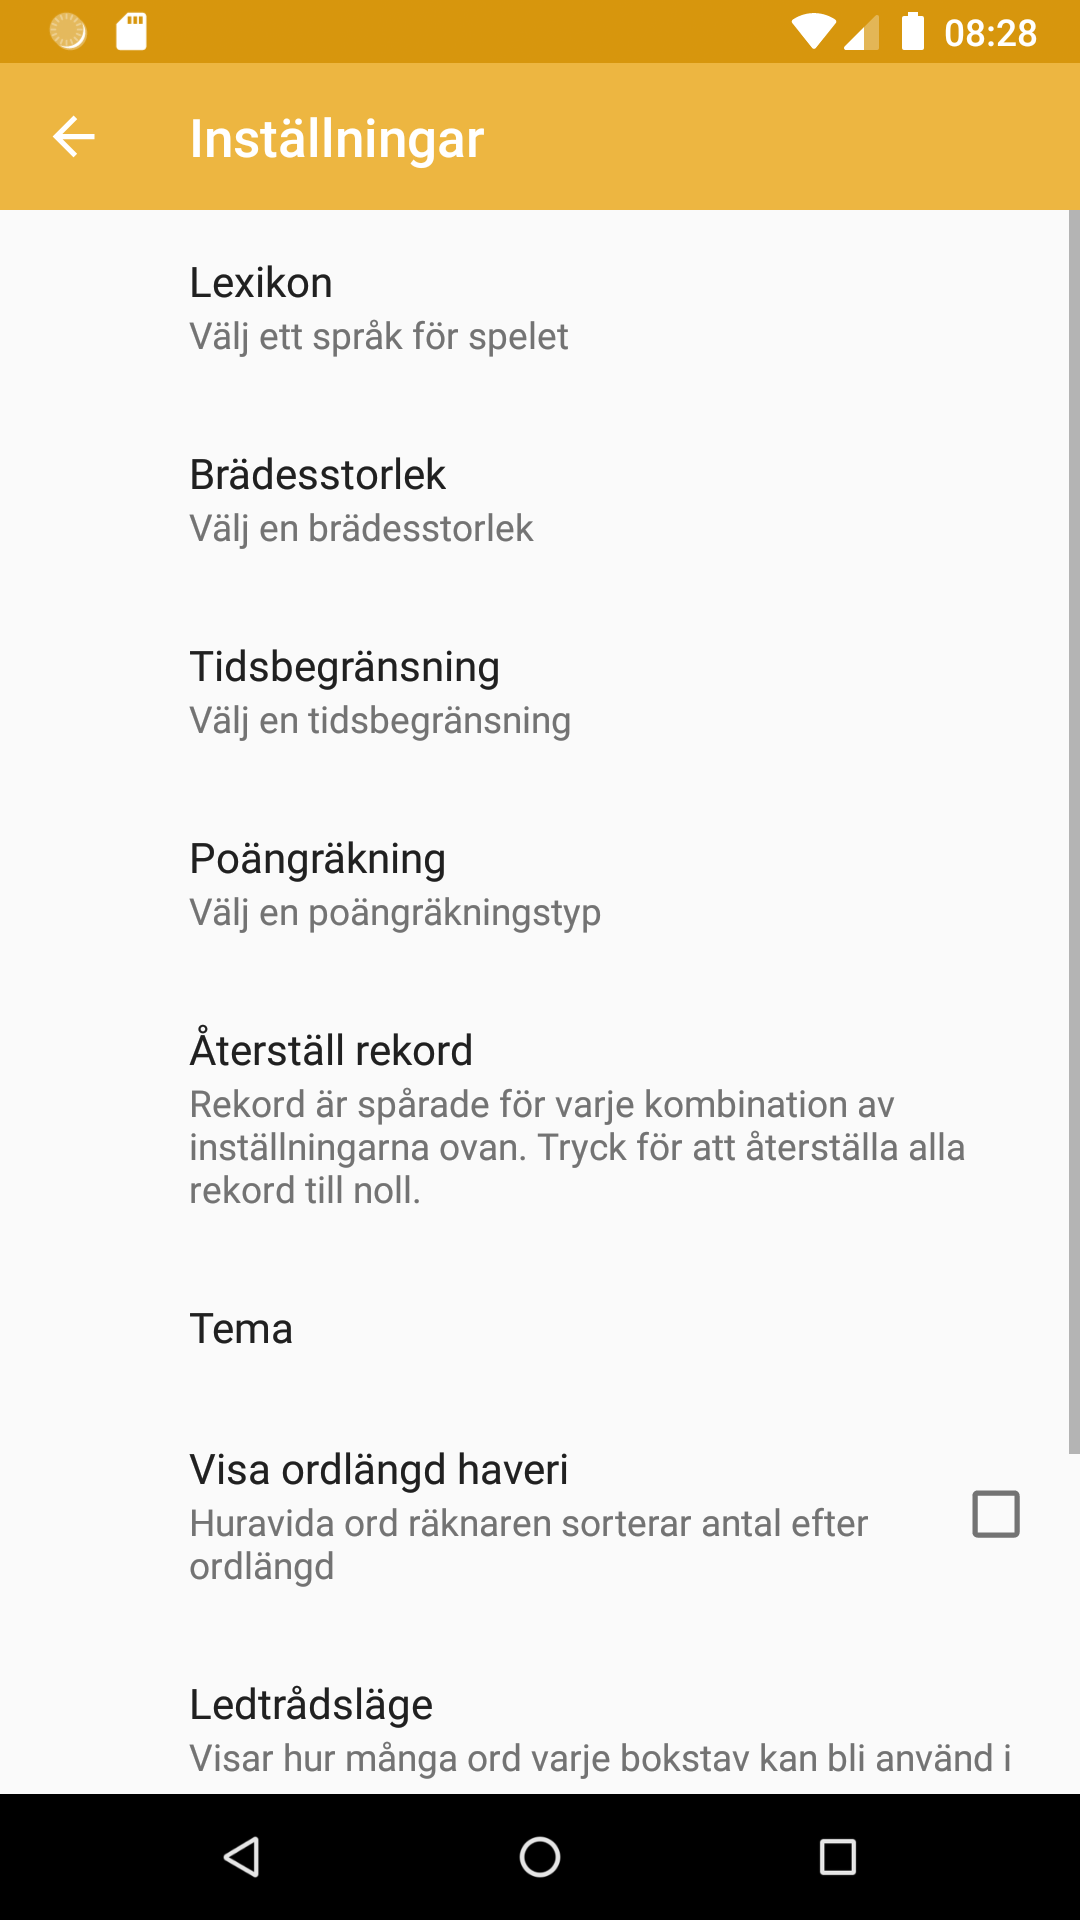 08:28
Inställningar
Lexikon
Välj ett språk för spelet
Brädesstorlek
Välj en brädesstorlek
Tidsbegränsning
Välj en tidsbegränsning
Poängräkning
Välj en poängräkningstyp
Återställ rekord
Rekord är spårade för varje kombination av
inställningarna ovan. Tryck för att återställa alla
rekord till noll.
Tema
Visa ordlängd haveri
Huravida ord räknaren sorterar antal efter
ordlängd
Ledtrådsläge
Visar hur många ord varje bokstav kan bli använd i